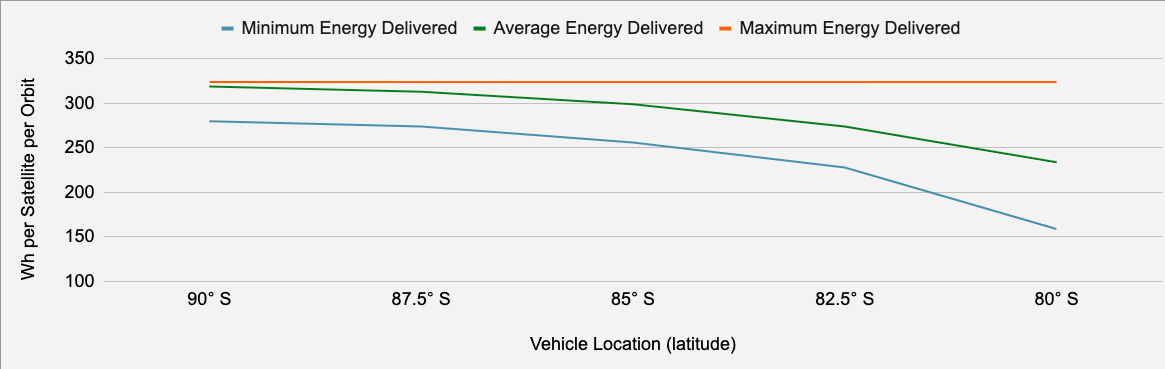 Minimum Energy Delivered Average Energy Delivered Maximum Energy Delivered
Wh per Satellite per Orbit
350
300
250
200
150
100
90° S 87.5° S 85° S 82.5° S 80° S
Vehicle Location (latitude)